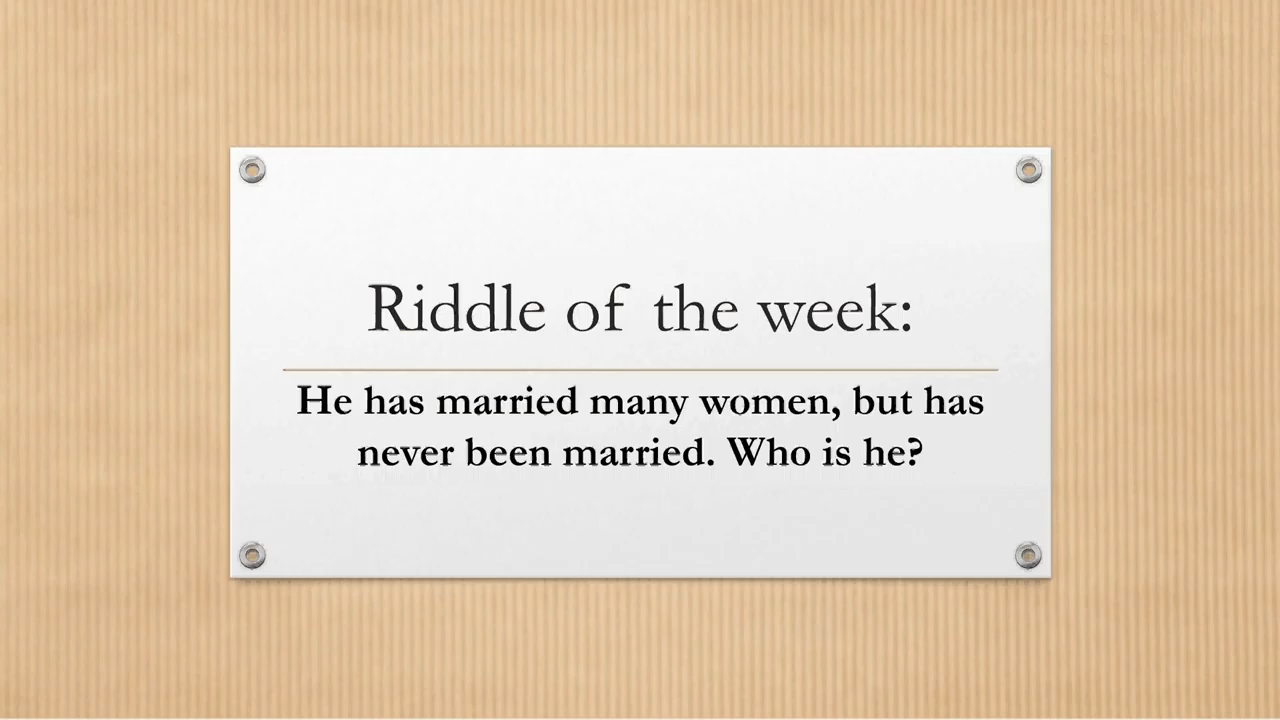 Riddle of the week:
He has married many women, but has
never been married. Who is he?